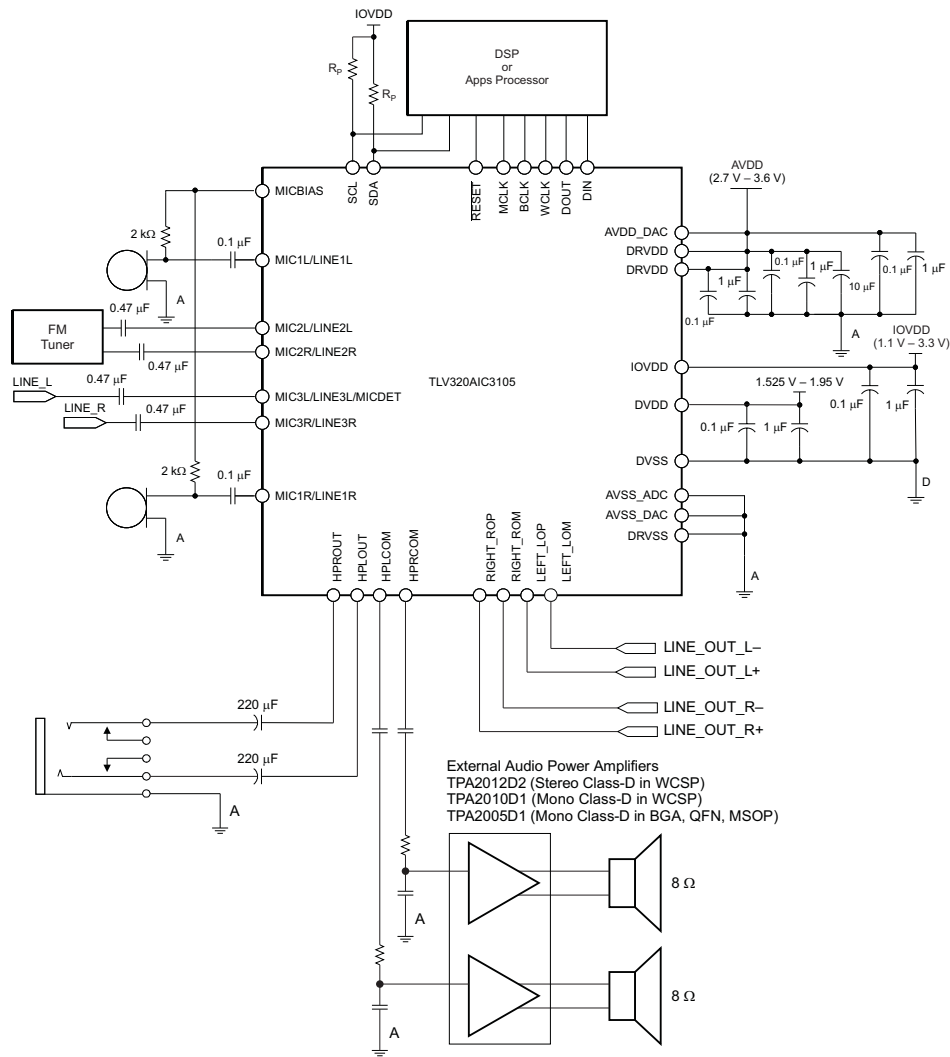 IOVDD
R_P
R_P
DSP
or
Apps Processor
SCL
SDA
RESET
MCLK
BCLK
WCLK
DOUT
DIN
AVDD
(2.7 V – 3.6 V)
MICBIAS
2 kΩ
0.1 μF
MIC1L/LINE1L
A
0.47 μF
FM
Tuner
MIC2L/LINE2L
MIC2R/LINE2R
0.47 μF
LINE_L
0.47 μF
MIC3L/LINE3L/MICDET
LINE_R
0.47 μF
MIC3R/LINE3R
2 kΩ
0.1 μF
MIC1R/LINE1R
A
TLV320AIC3105
AVDD_DAC
DRVDD
DRVDD
0.1 μF
1 μF
0.1 μF
1 μF
10 μF
0.1 μF
1 μF
A
IOVDD
(1.1 V – 3.3 V)
IOVDD
1.525 V – 1.95 V
DVDD
0.1 μF
1 μF
0.1 μF
1 μF
DVSS
D
AVSS_ADC
AVSS_DAC
DRVSS
A
HPROUT
HPLOUT
HPLCOM
HPRCOM
RIGHT_ROP
RIGHT_ROM
LEFT_LOP
LEFT_LOM
LINE_OUT_L–
LINE_OUT_L+
LINE_OUT_R–
LINE_OUT_R+
220 μF
220 μF
A
External Audio Power Amplifiers
TPA2012D2 (Stereo Class-D in WCSP)
TPA2010D1 (Mono Class-D in WCSP)
TPA2005D1 (Mono Class-D in BGA, QFN, MSOP)
8 Ω
A
8 Ω
A